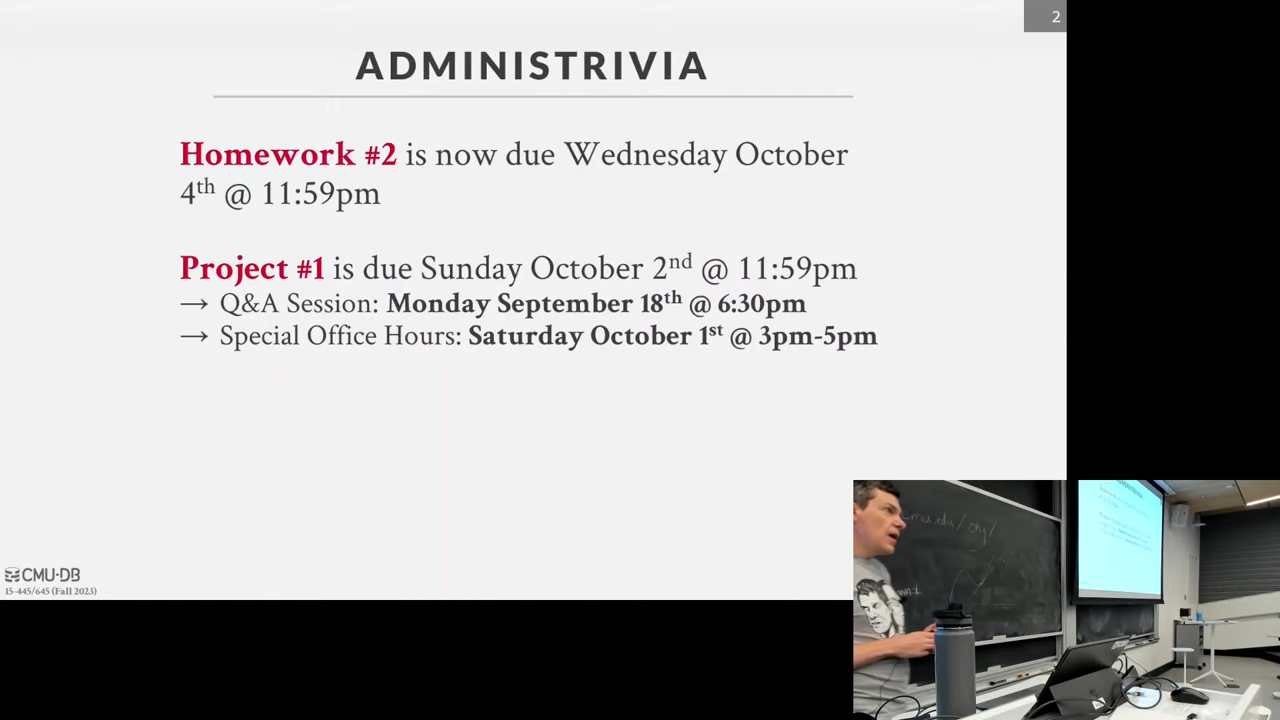 2
ADMINISTRIVIA
Homework #2 is now due Wednesday October
4th @ 11:59pm
Project #1 is due Sunday October 2nd @ 11:59pm
→ Q&A Session: Monday September 18th @ 6:30pm
→ Special Office Hours: Saturday October 1st @ 3pm-5pm
CMU·DB
15-445/645 (Fall 2023)